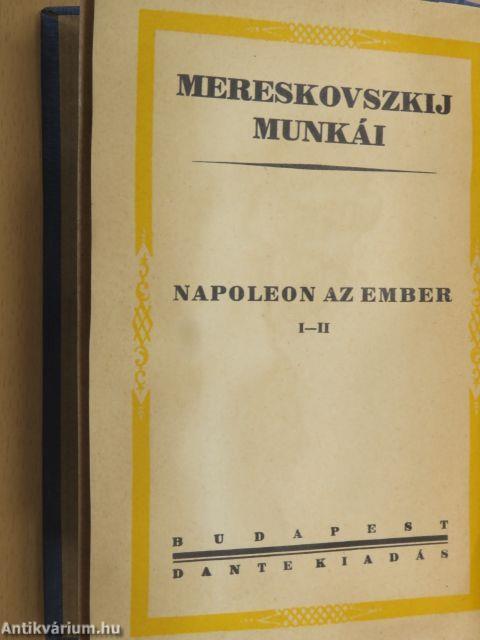 MERESKOVSZKIJ
MUNKÁI
NAPOLEON AZ EMBER
I—II
BUDAPEST
DANTE KIADÁS
Antikvárium.hu